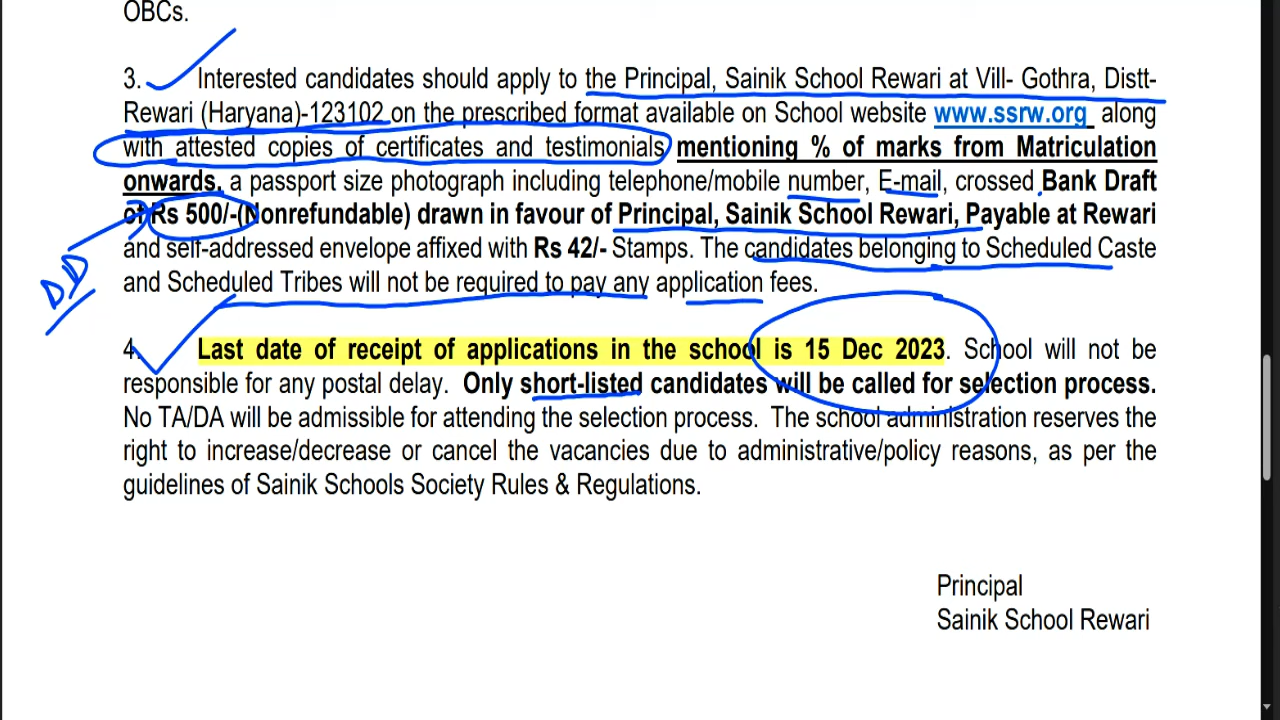 OBCs.
3. Interested candidates should apply to the Principal, Sainik School Rewari at Vill- Gothra, Distt-
Rewari (Haryana)-123102 on the prescribed format available on School website www.ssrw.org along
with attested copies of certificates and testimonials mentioning % of marks from Matriculation
onwards, a passport size photograph including telephone/mobile number, E-mail, crossed Bank Draft
of Rs 500/-(Nonrefundable) drawn in favour of Principal, Sainik School Rewari, Payable at Rewari
and self-addressed envelope affixed with Rs 42/- Stamps. The candidates belonging to Scheduled Caste
DD
and Scheduled Tribes will not be required to pay any application fees.
4. Last date of receipt of applications in the school is 15 Dec 2023. School will not be
responsible for any postal delay. Only short-listed candidates will be called for selection process.
No TA/DA will be admissible for attending the selection process. The school administration reserves the
right to increase/decrease or cancel the vacancies due to administrative/policy reasons, as per the
guidelines of Sainik Schools Society Rules & Regulations.
Principal
Sainik School Rewari